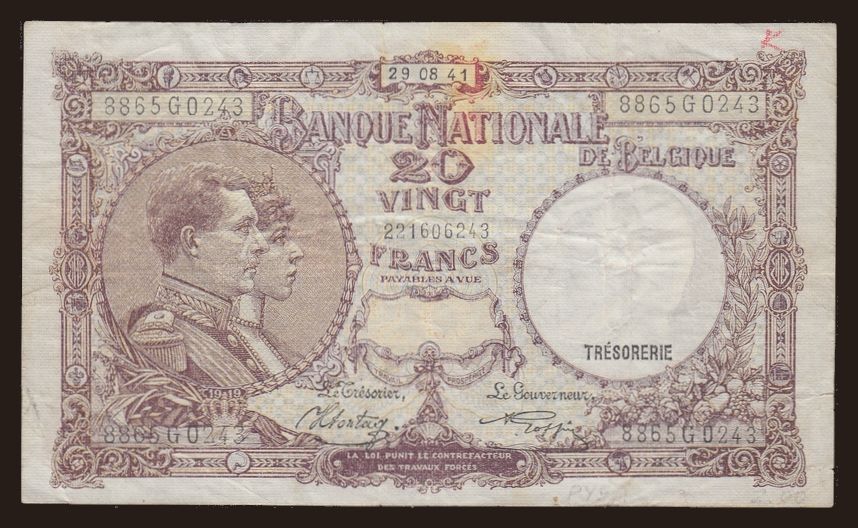 29 08 41
8865G0243 8865G0243
BANQUE NATIONALE
DE BELGIQUE
20
VINGT
221606243
FRANCS
PAYABLES A VUE
TRÉSORERIE
Le Trésorier, Le Gouverneur,
1919
8865G0243 8865G0243
LA LOI PUNIT LE CONTREFACTEUR
DES TRAVAUX FORCÉS